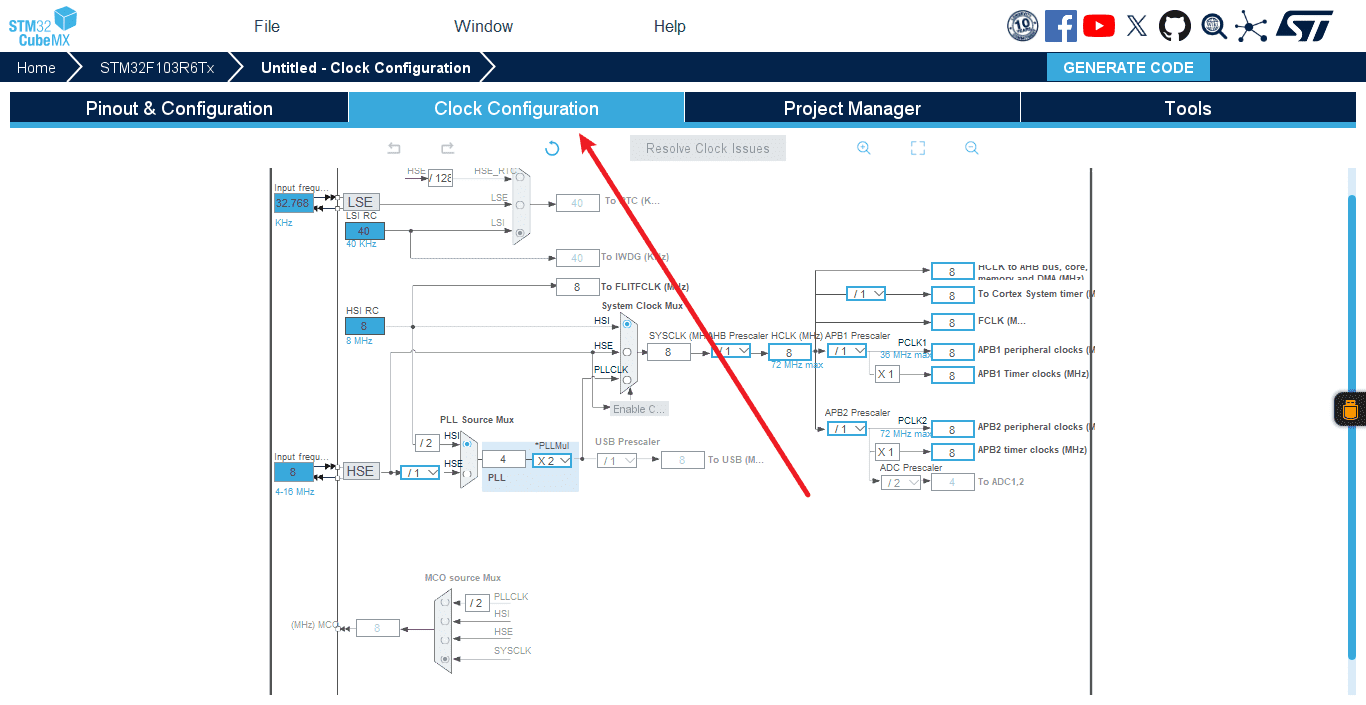 STM32
CubeMX
File
Window
Help
10
ST
Home
STM32F103R6Tx
Untitled - Clock Configuration
GENERATE CODE
Pinout & Configuration
Clock Configuration
Project Manager
Tools
Resolve Clock Issues
HSE
/ 128
HSE_RTC
Input frequ...
32.768
KHz
LSE
LSE
40
To RTC (K...
LSI RC
40
40 KHz
LSI
40
To IWDG (KHz)
8
To FLITFCLK (MHz)
HCLK to AHB bus, core,
memory and DMA (MHz)
8
/ 1
8
To Cortex System timer (M
System Clock Mux
HSI RC
8
8 MHz
HSI
8
FCLK (M...
SYSCLK (MHz)
AHB Prescaler
HCLK (MHz)
APB1 Prescaler
HSE
8
/ 1
8
72 MHz max
/ 1
PCLK1
36 MHz max
8
APB1 peripheral clocks (M
PLLCLK
X 1
8
APB1 Timer clocks (MHz)
Enable C...
PLL Source Mux
APB2 Prescaler
/ 1
PCLK2
72 MHz max
8
APB2 peripheral clocks (M
/ 2
HSI
*PLLMul
USB Prescaler
X 1
8
APB2 timer clocks (MHz)
Input frequ...
8
4-16 MHz
HSE
/ 1
HSE
4
X 2
PLL
/ 1
8
To USB (M...
ADC Prescaler
/ 2
4
To ADC1,2
MCO source Mux
/ 2
PLLCLK
HSI
(MHz) MCO
8
HSE
SYSCLK